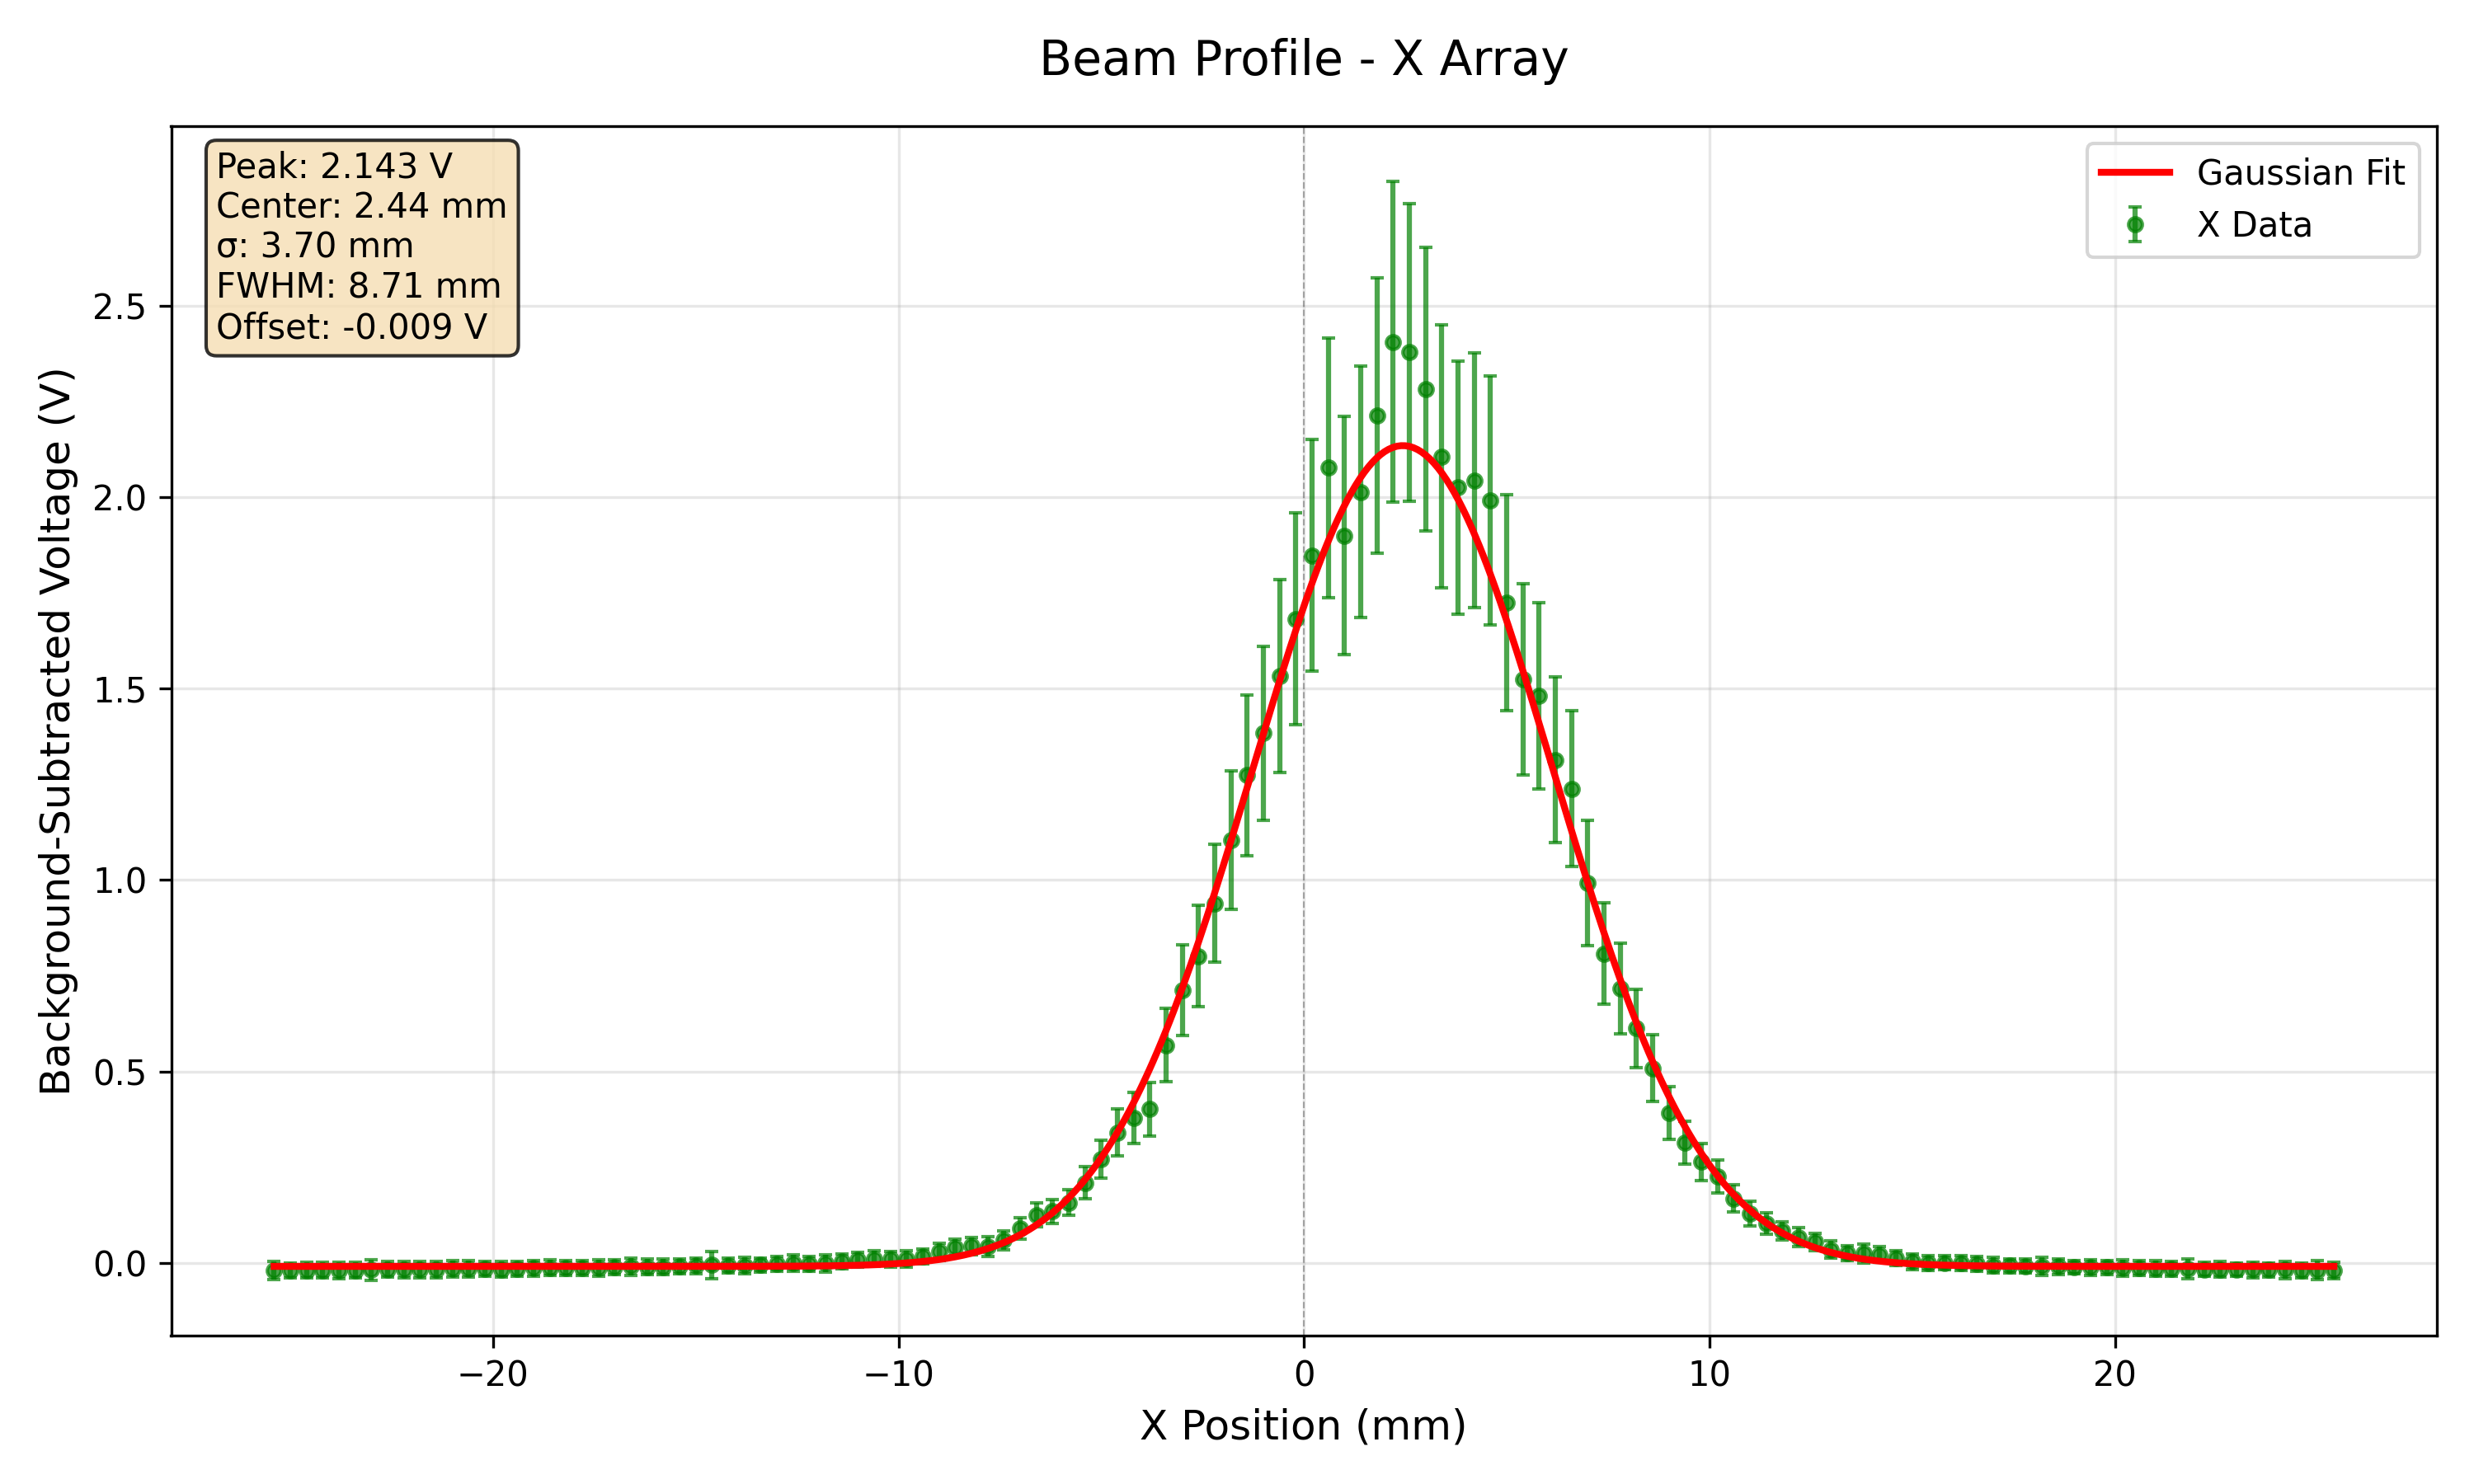 Beam Profile - X Array
Peak: 2.143 V
Center: 2.44 mm
σ: 3.70 mm
FWHM: 8.71 mm
Offset: -0.009 V
Gaussian Fit
X Data
Background-Subtracted Voltage (V)
2.5
2.0
1.5
1.0
0.5
0.0
−20
−10
0
10
20
X Position (mm)